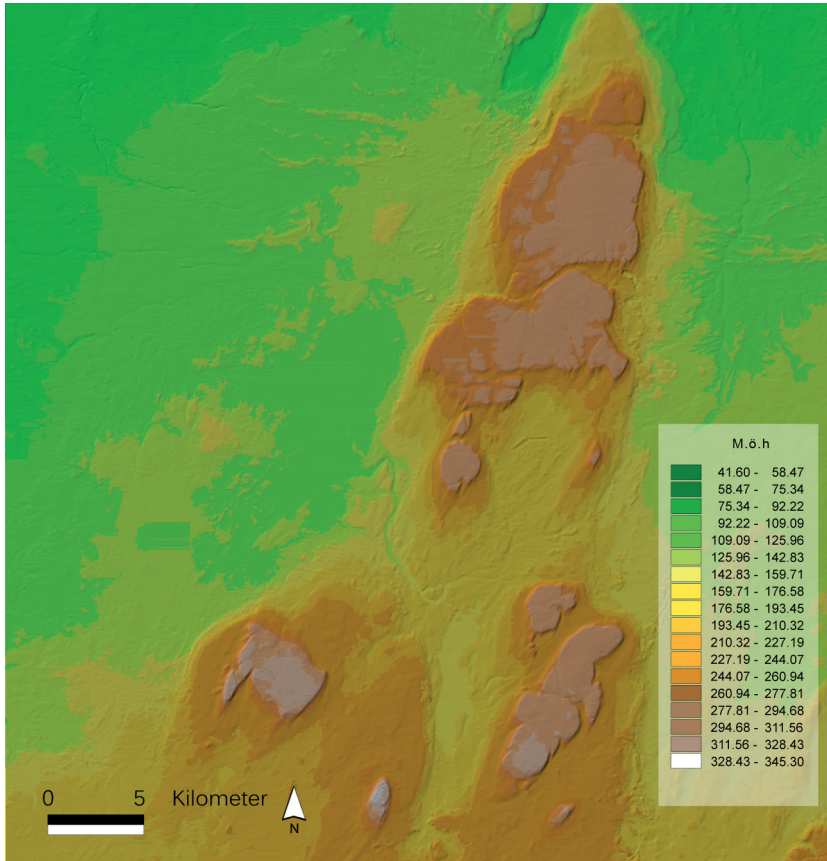 M.ö.h
41.60 - 58.47
58.47 - 75.34
75.34 - 92.22
92.22 - 109.09
109.09 - 125.96
125.96 - 142.83
142.83 - 159.71
159.71 - 176.58
176.58 - 193.45
193.45 - 210.32
210.32 - 227.19
227.19 - 244.07
244.07 - 260.94
260.94 - 277.81
277.81 - 294.68
294.68 - 311.56
311.56 - 328.43
328.43 - 345.30
0 5 Kilometer
N